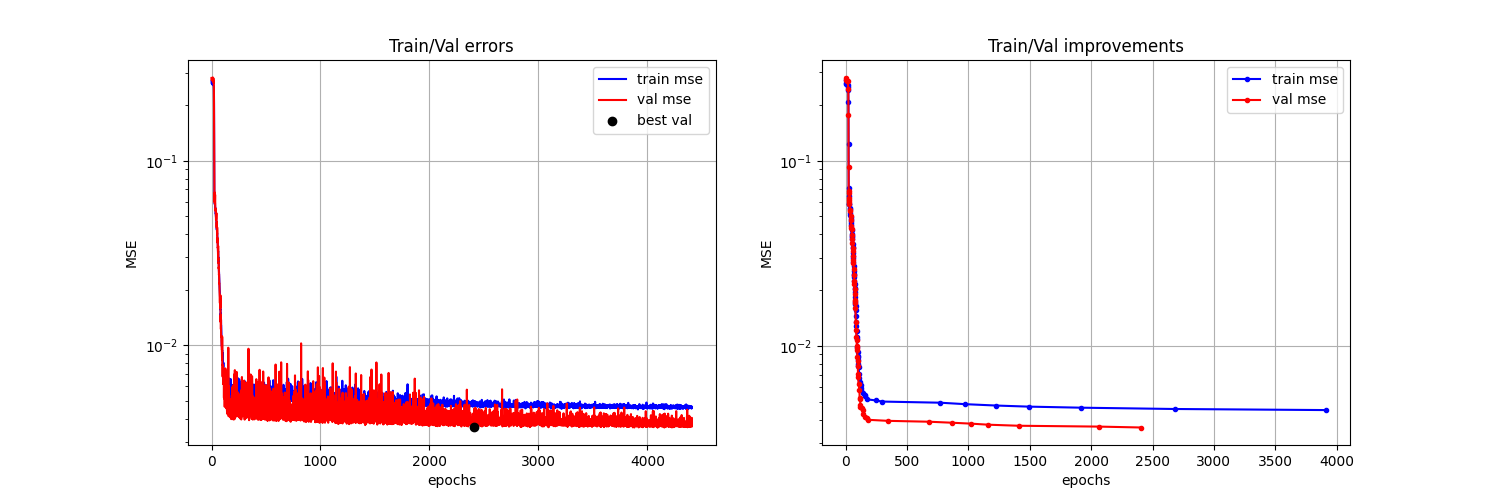 Train/Val errors
train mse
val mse
best val
MSE
10⁻¹
10⁻²
0 1000 2000 3000 4000
epochs
Train/Val improvements
train mse
val mse
MSE
10⁻¹
10⁻²
0 500 1000 1500 2000 2500 3000 3500 4000
epochs